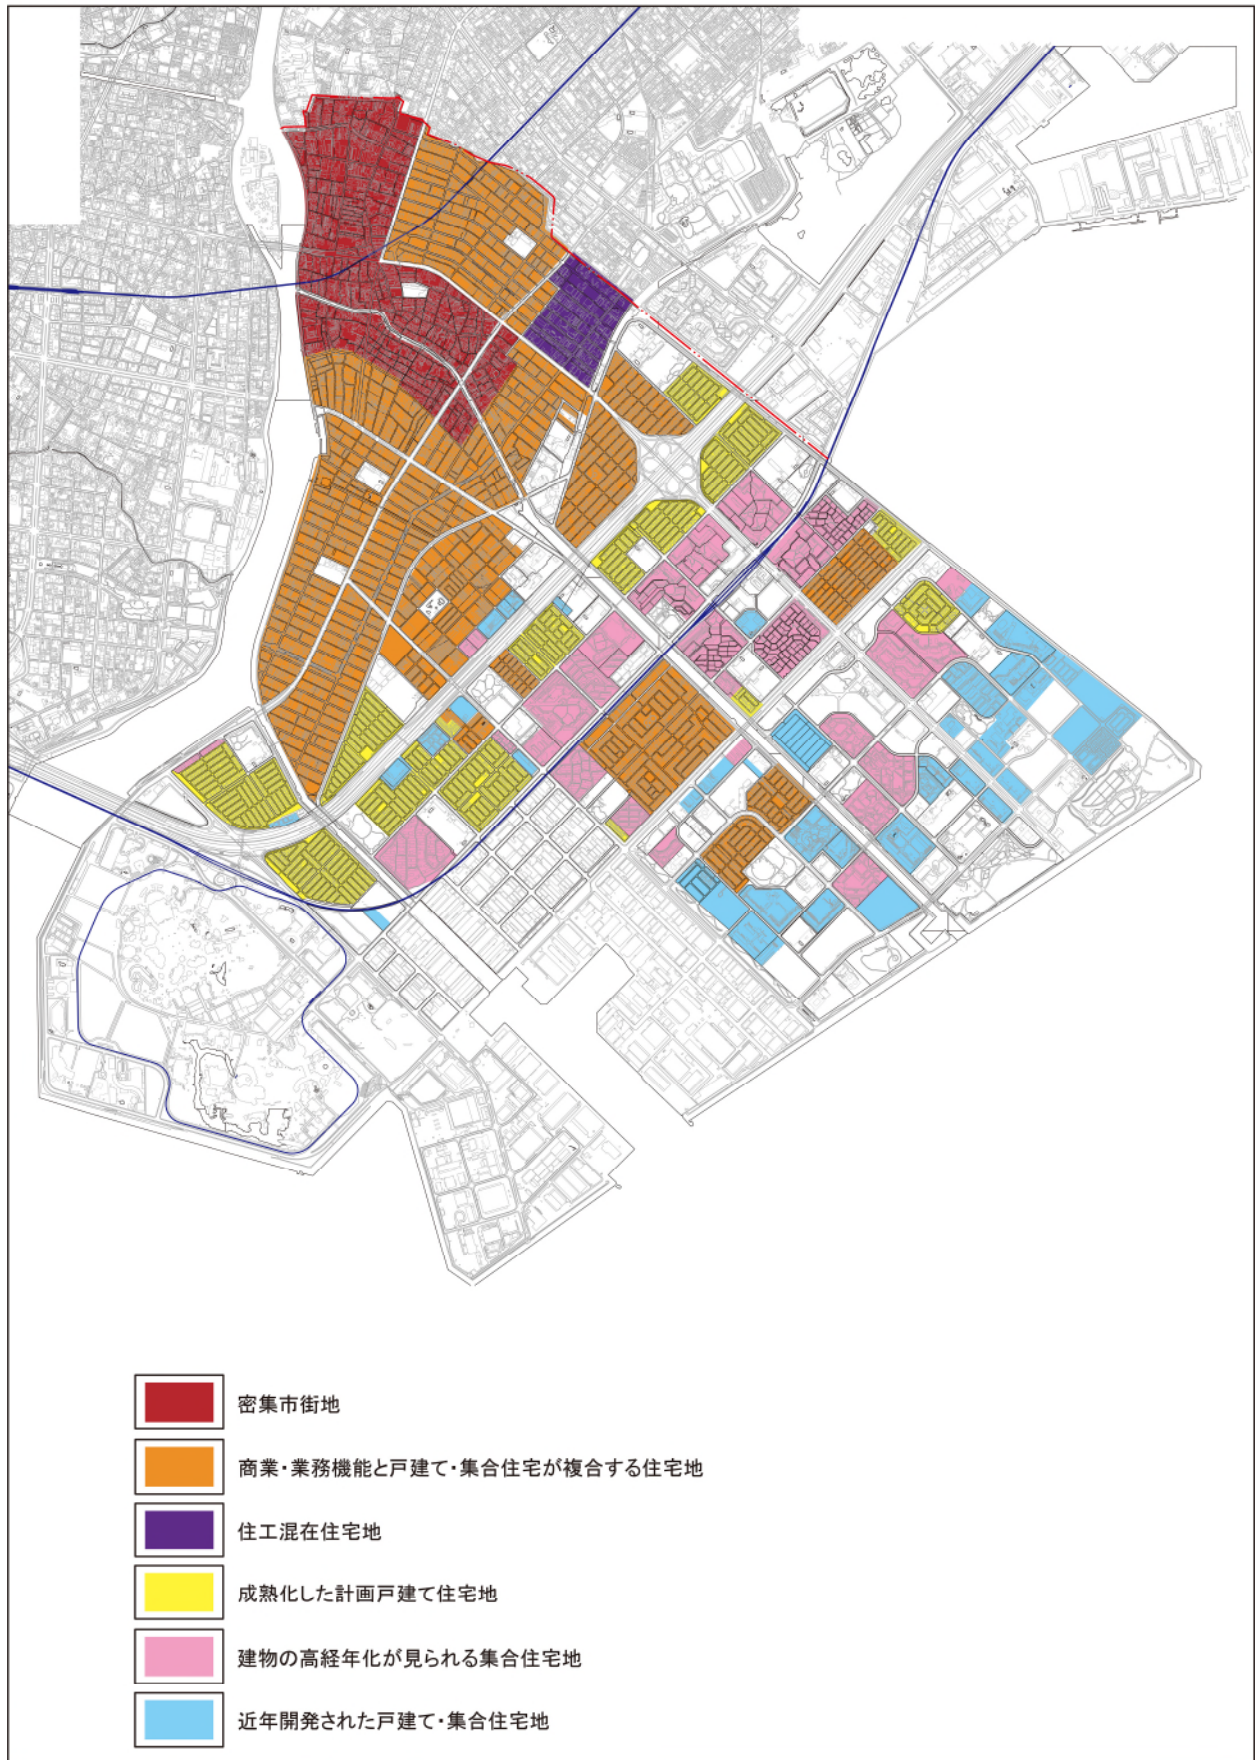 密集市街地
商業・業務機能と戸建て・集合住宅が複合する住宅地
住工混在住宅地
成熟化した計画戸建て住宅地
建物の高経年化が見られる集合住宅地
近年開発された戸建て・集合住宅地